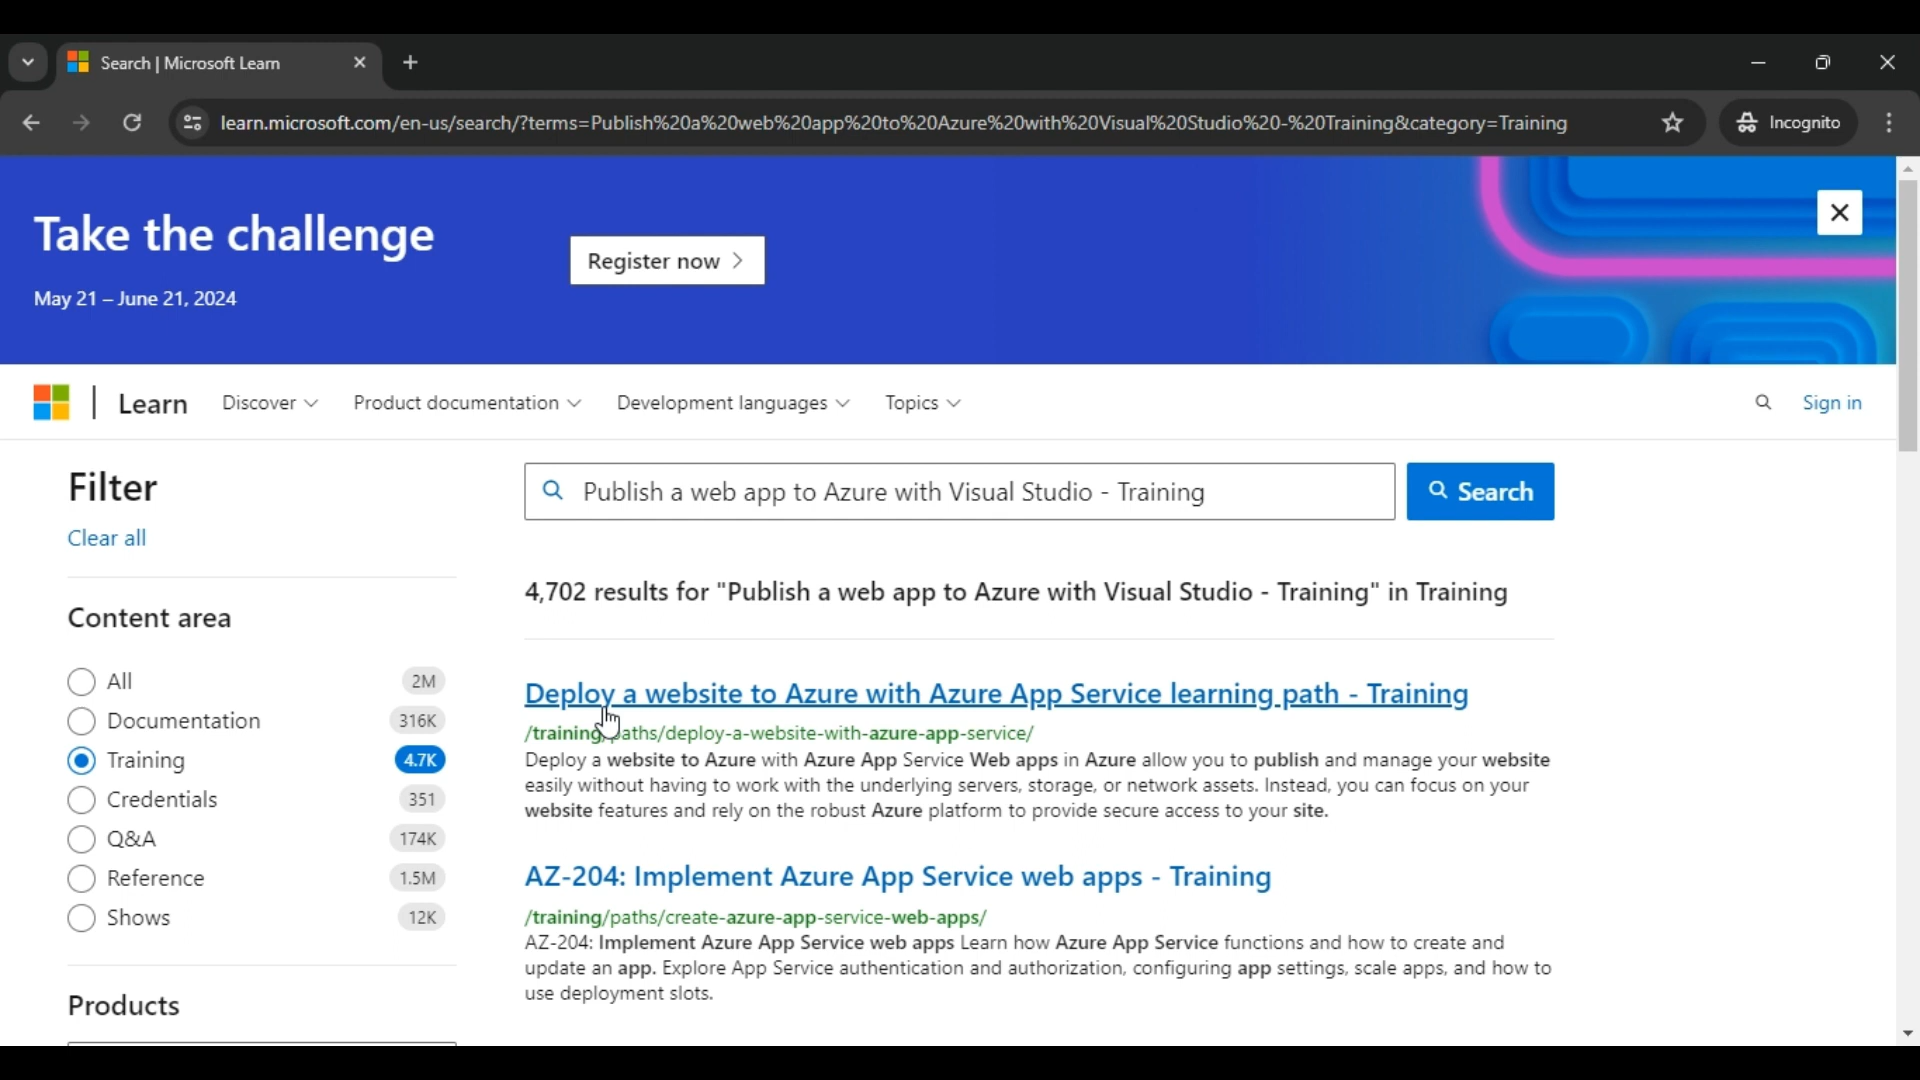 Search | Microsoft Learn
learn.microsoft.com/en-us/search/?terms=Publish%20a%20web%20app%20to%20Azure%20with%20Visual%20Studio%20-%20Training&category=Training
Incognito
Take the challenge
Register now
May 21 – June 21, 2024
Learn Discover Product documentation Development languages Topics Sign in
Filter
Clear all
Content area
All 2M
Documentation 316K
Training 4.7K
Credentials 351
Q&A 174K
Reference 1.5M
Shows 12K
Products
Publish a web app to Azure with Visual Studio - Training Search
4,702 results for "Publish a web app to Azure with Visual Studio - Training" in Training
Deploy a website to Azure with Azure App Service learning path - Training
/training/paths/deploy-a-website-with-azure-app-service/
Deploy a website to Azure with Azure App Service Web apps in Azure allow you to publish and manage your website
easily without having to work with the underlying servers, storage, or network assets. Instead, you can focus on your
website features and rely on the robust Azure platform to provide secure access to your site.
AZ-204: Implement Azure App Service web apps - Training
/training/paths/create-azure-app-service-web-apps/
AZ-204: Implement Azure App Service web apps Learn how Azure App Service functions and how to create and
update an app. Explore App Service authentication and authorization, configuring app settings, scale apps, and how to
use deployment slots.